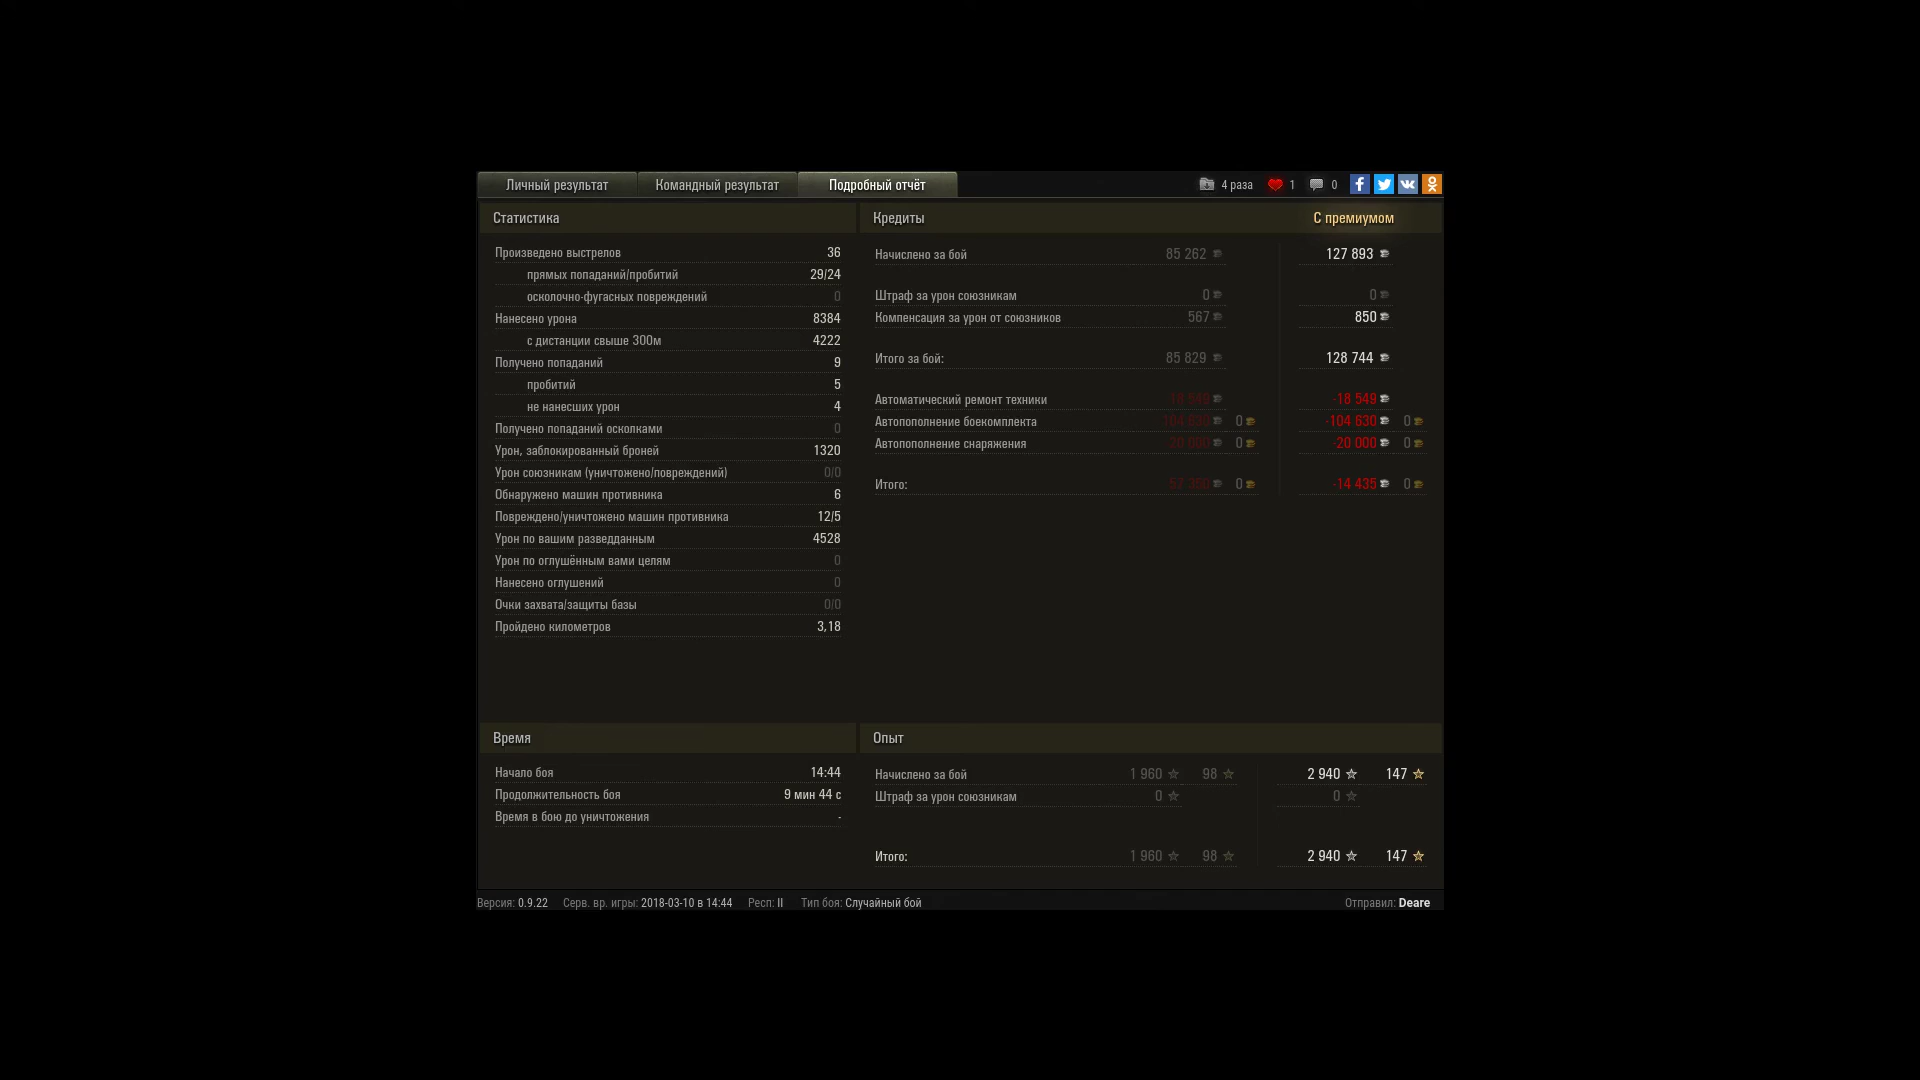 Личный результат Командный результат Подробный отчёт 4 раза 1 0
Статистика
Произведено выстрелов 36
прямых попаданий/пробитий 29/24
осколочно-фугасных повреждений 0
Нанесено урона 8384
с дистанции свыше 300м 4222
Получено попаданий 9
пробитий 5
не нанесших урон 4
Получено попаданий осколками 0
Урон, заблокированный броней 1320
Урон союзникам (уничтожено/повреждений) 0/0
Обнаружено машин противника 6
Повреждено/уничтожено машин противника 12/5
Урон по вашим разведданным 4528
Урон по оглушённым вами целям 0
Нанесено оглушений 0
Очки захвата/защиты базы 0/0
Пройдено километров 3,18
Кредиты С премиумом
Начислено за бой 85 262 127 893
Штраф за урон союзникам 0 0
Компенсация за урон от союзников 567 850
Итого за бой: 85 829 128 744
Автоматический ремонт техники -18 549
Автопополнение боекомплекта 0 -104 630 0
Автопополнение снаряжения 0 -20 000 0
Итого: 0 -14 435 0
Время
Начало боя 14:44
Продолжительность боя 9 мин 44 с
Время в бою до уничтожения -
Опыт
Начислено за бой 1 960 98 2 940 147
Штраф за урон союзникам 0 0
Итого: 1 960 98 2 940 147
Версия: 0.9.22 Серв. вр. игры: 2018-03-10 в 14:44 Респ: II Тип боя: Случайный бой Отправил: Deare